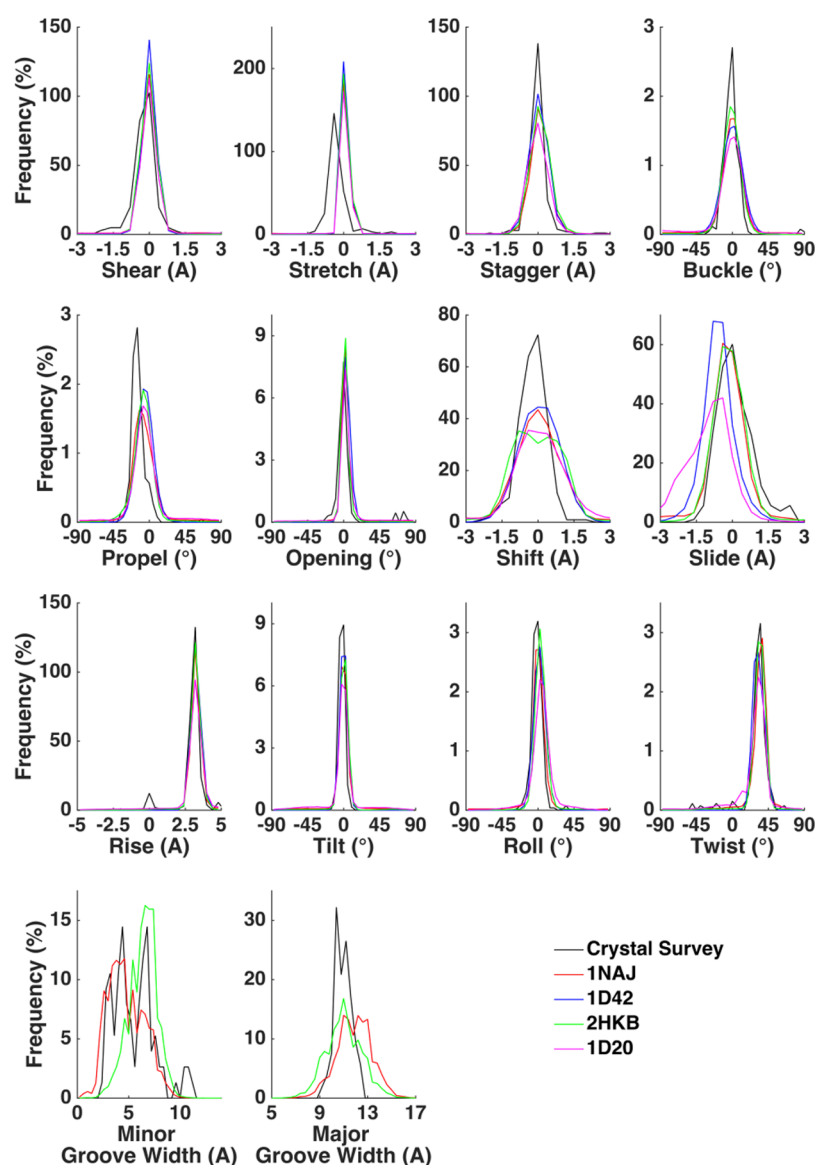 Frequency (%)
150
100
50
0
-3 -1.5 0 1.5 3
Shear (A)
200
100
0
-3 -1.5 0 1.5 3
Stretch (A)
150
100
50
0
-3 -1.5 0 1.5 3
Stagger (A)
3
2
1
0
-90 -45 0 45 90
Buckle (°)
Frequency (%)
3
2
1
0
-90 -45 0 45 90
Propel (°)
9
6
3
0
-90 -45 0 45 90
Opening (°)
80
60
40
20
0
-3 -1.5 0 1.5 3
Shift (A)
80
60
40
20
0
-3 -1.5 0 1.5 3
Slide (A)
Frequency (%)
150
100
50
0
-5 -2.5 0 2.5 5
Rise (A)
9
6
3
0
-90 -45 0 45 90
Tilt (°)
3
2
1
0
-90 -45 0 45 90
Roll (°)
3
2
1
0
-90 -45 0 45 90
Twist (°)
Frequency (%)
15
10
5
0
0 5 10
Minor
Groove Width (A)
30
20
10
0
5 9 13 17
Major
Groove Width (A)
Crystal Survey
1NAJ
1D42
2HKB
1D20